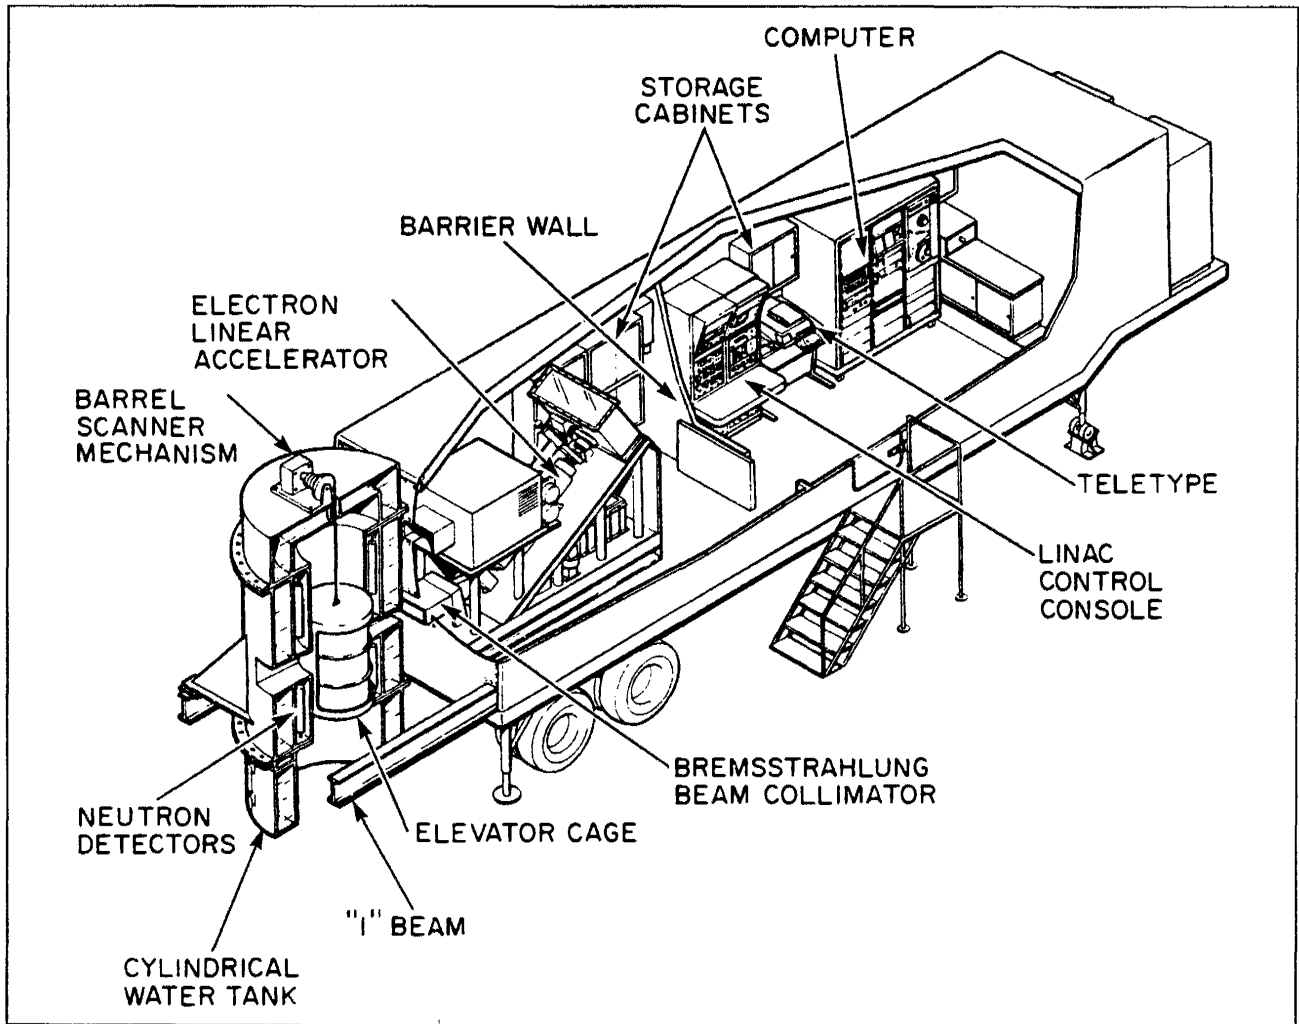 COMPUTER
STORAGE
CABINETS
BARRIER WALL
ELECTRON
LINEAR
ACCELERATOR
BARREL
SCANNER
MECHANISM
TELETYPE
LINAC
CONTROL
CONSOLE
BREMSSTRAHLUNG
BEAM COLLIMATOR
NEUTRON
DETECTORS
ELEVATOR CAGE
"I" BEAM
CYLINDRICAL
WATER TANK